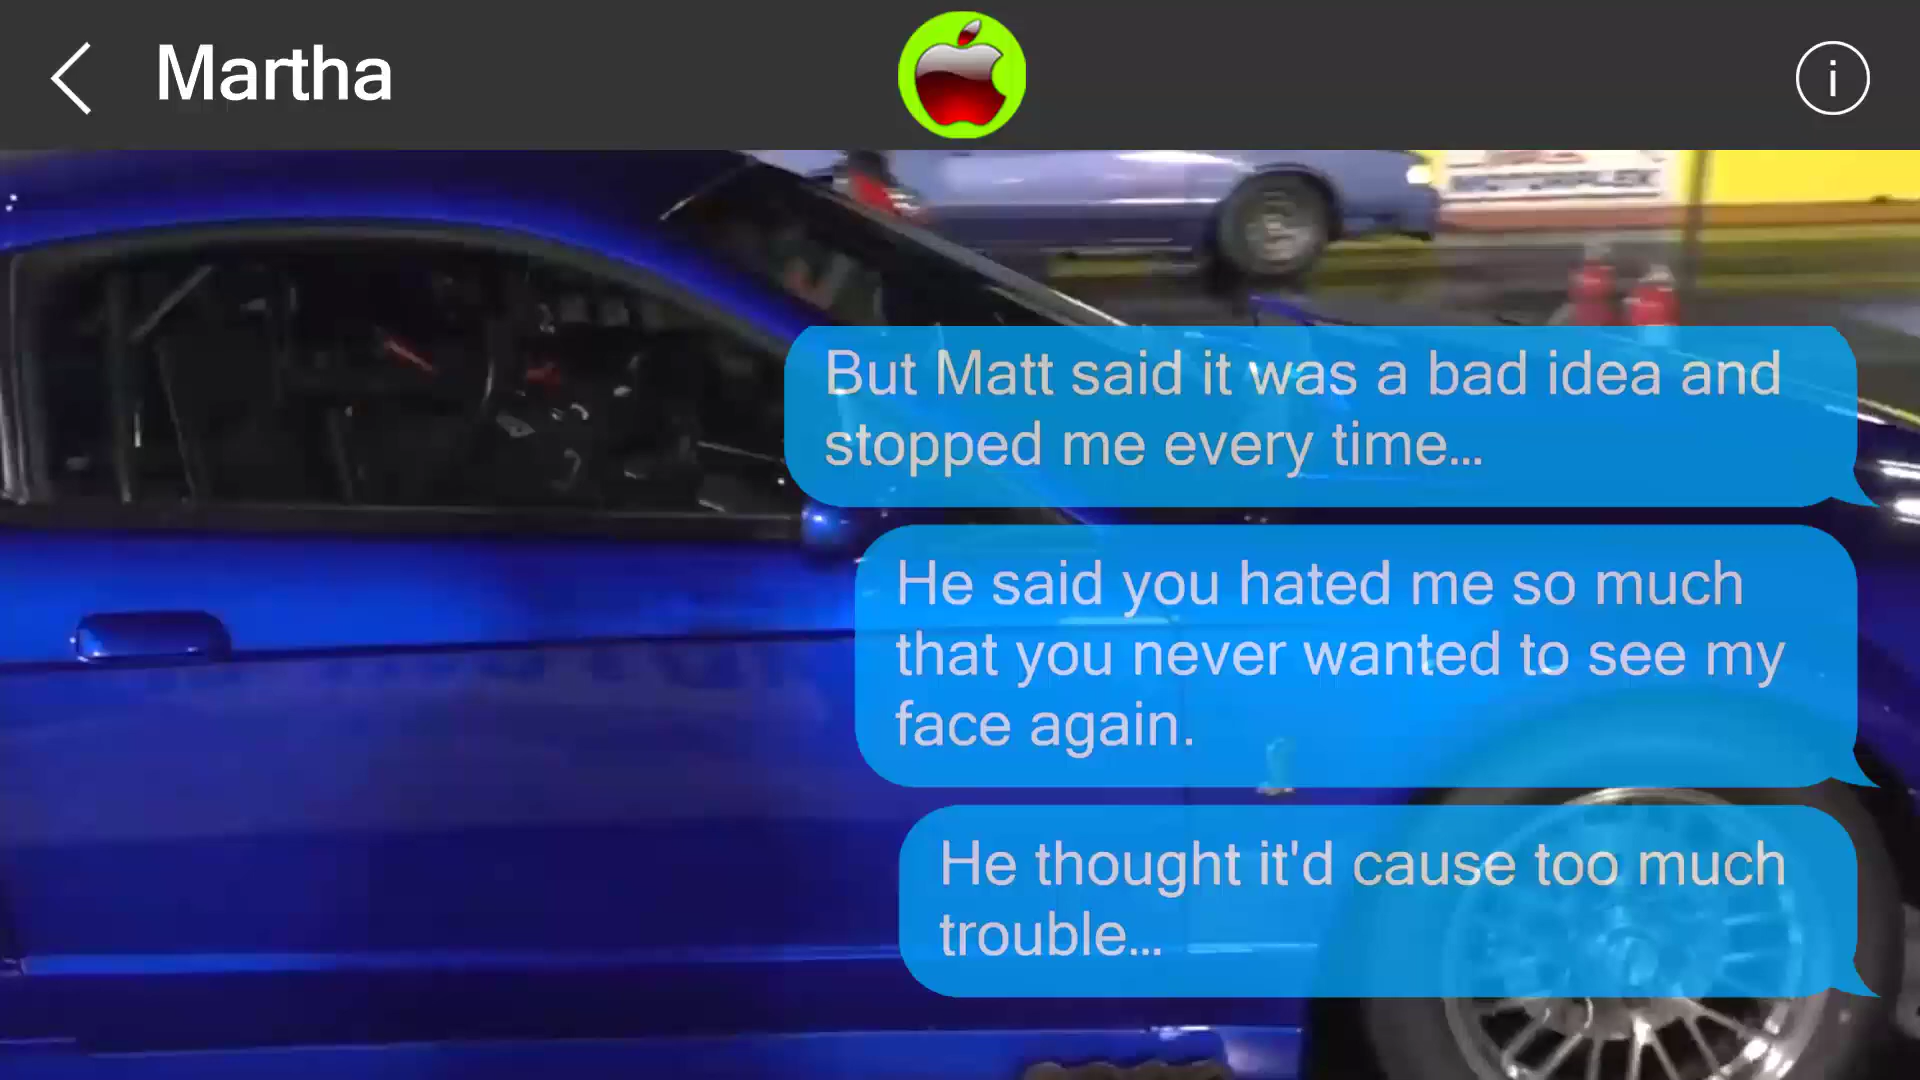 Martha
i
MOTORPLEX
But Matt said it was a bad idea and
stopped me every time...
He said you hated me so much
that you never wanted to see my
face again.
He thought it'd cause too much
trouble...